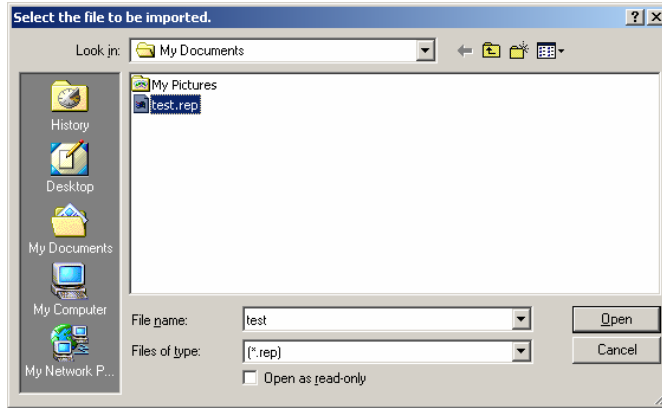 Select the file to be imported.
Look in: My Documents
My Pictures
test.rep
History
Desktop
My Documents
My Computer
My Network P...
File name: test
Open
Files of type: (*.rep)
Cancel
Open as read-only